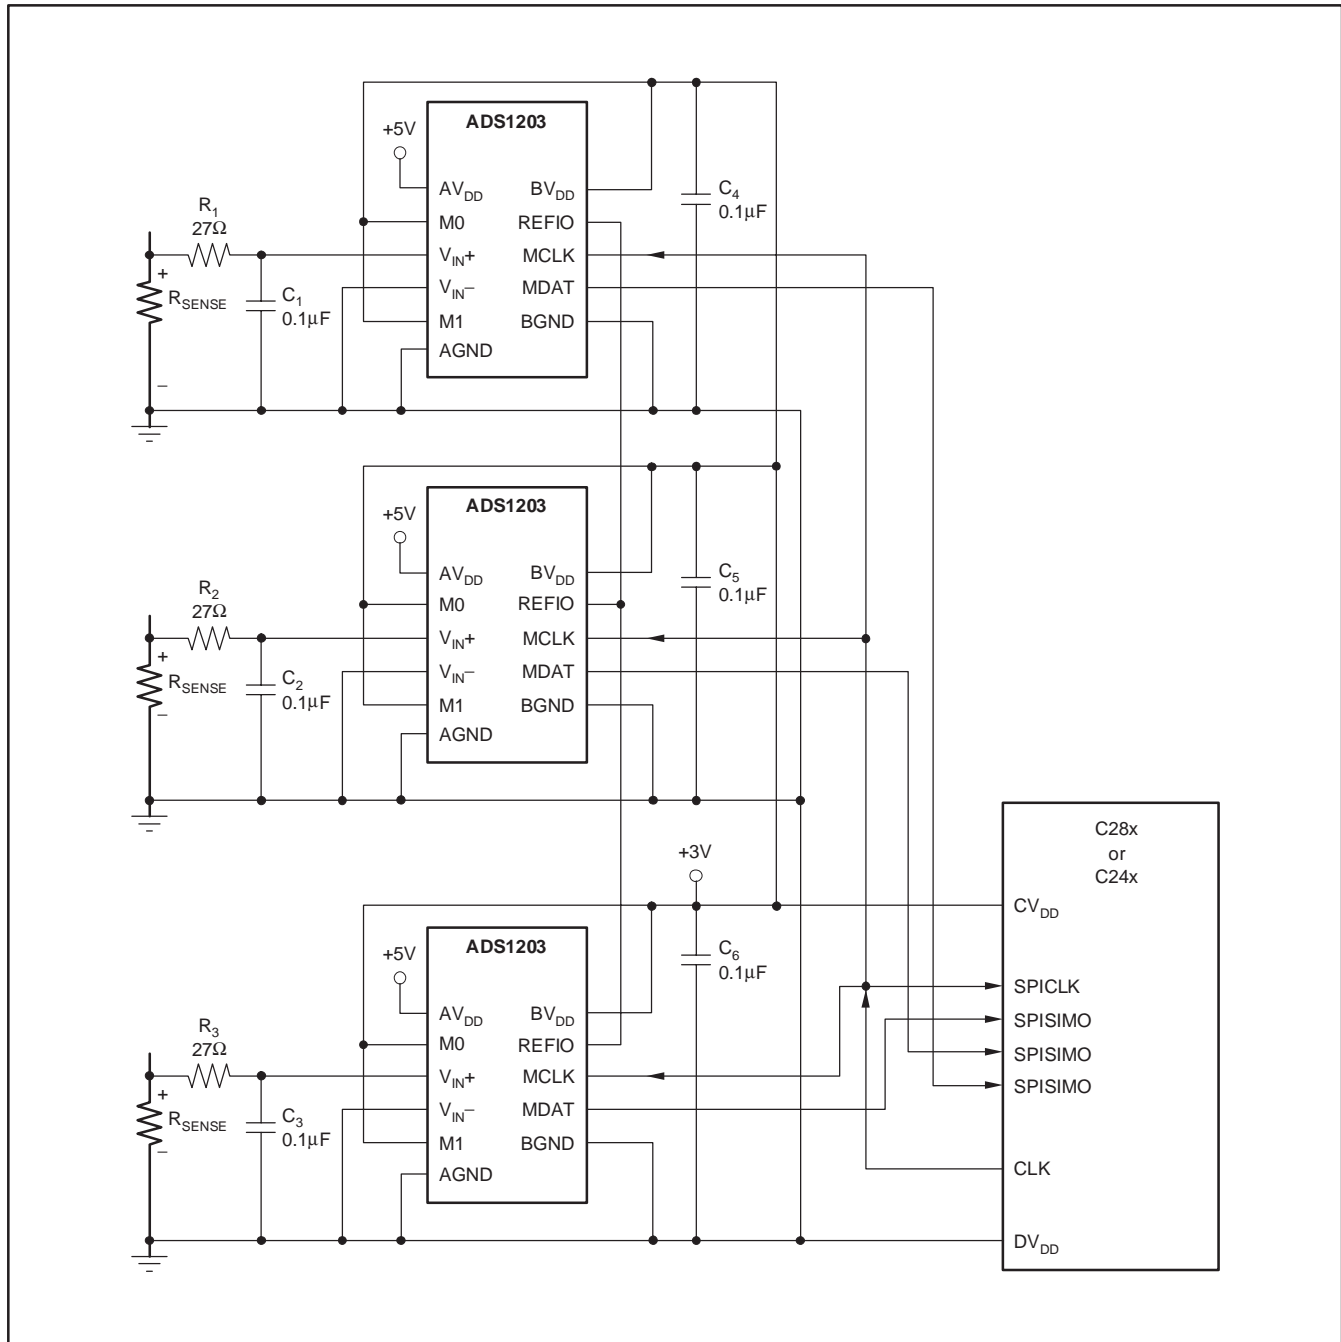 ADS1203
+5V
AVDD
BVDD
C4
0.1µF
R1
27Ω
M0
REFIO
VIN+
MCLK
+
RSENSE
C1
0.1µF
VIN−
MDAT
M1
BGND
AGND
−
ADS1203
+5V
AVDD
BVDD
C5
0.1µF
R2
27Ω
M0
REFIO
VIN+
MCLK
+
RSENSE
−
C2
0.1µF
VIN−
MDAT
M1
BGND
AGND
+3V
ADS1203
+5V
AVDD
BVDD
C6
0.1µF
R3
27Ω
M0
REFIO
VIN+
MCLK
+
RSENSE
−
C3
0.1µF
VIN−
MDAT
M1
BGND
AGND
C28x
or
C24x
CVDD
SPICLK
SPISIMO
SPISIMO
SPISIMO
CLK
DVDD